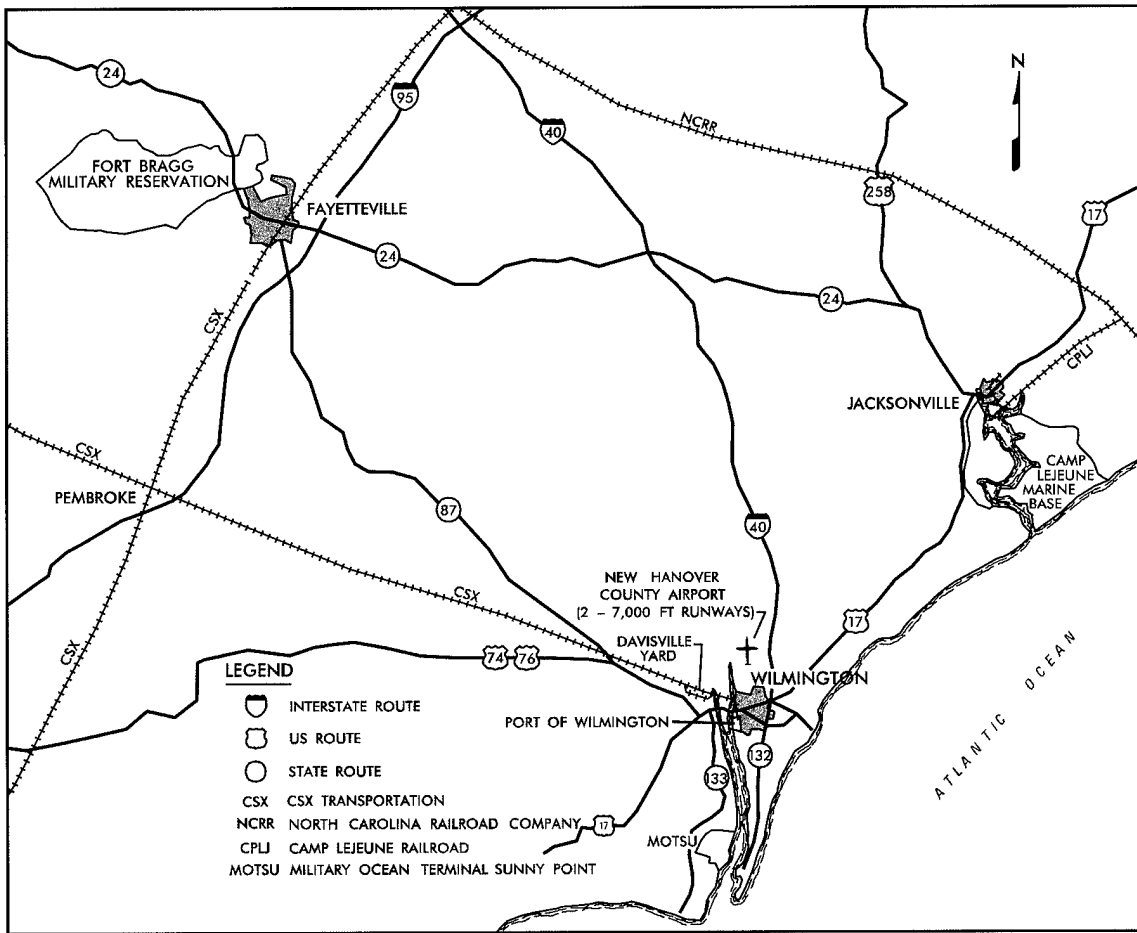 N
24
95
40
NCRR
FORT BRAGG
MILITARY RESERVATION
258
17
FAYETTEVILLE
24
24
CSX
CPLJ
JACKSONVILLE
CSX
CAMP
LEJEUNE
MARINE
BASE
PEMBROKE
87
40
NEW HANOVER
COUNTY AIRPORT
(2 – 7,000 FT RUNWAYS)
CSX
17
DAVISVILLE
YARD
CSX
74
76
WILMINGTON
ATLANTIC OCEAN
PORT OF WILMINGTON
132
133
17
MOTSU
LEGEND
INTERSTATE ROUTE
US ROUTE
STATE ROUTE
CSX CSX TRANSPORTATION
NCRR NORTH CAROLINA RAILROAD COMPANY
CPLJ CAMP LEJEUNE RAILROAD
MOTSU MILITARY OCEAN TERMINAL SUNNY POINT